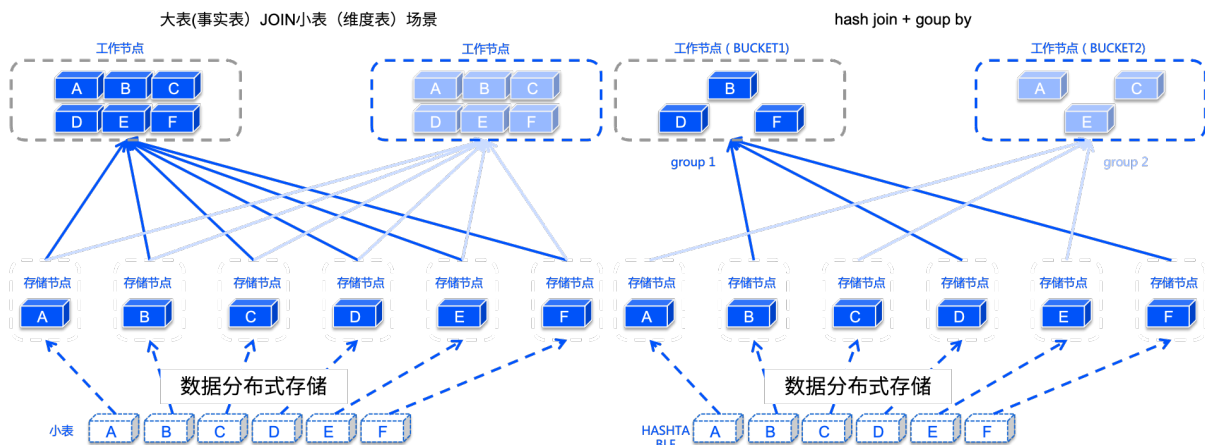 大表(事实表）JOIN小表（维度表）场景
工作节点
工作节点
A B C
D E F
A B C
D E F
存储节点 存储节点 存储节点 存储节点 存储节点 存储节点
A B C D E F
数据分布式存储
小表 A B C D E F
hash join + goup by
工作节点 ( BUCKET1)
工作节点 ( BUCKET2)
B
D F
A C
E
group 1
group 2
存储节点 存储节点 存储节点 存储节点 存储节点 存储节点
A B C D E F
数据分布式存储
HASHTA
BLE
A B C D E F